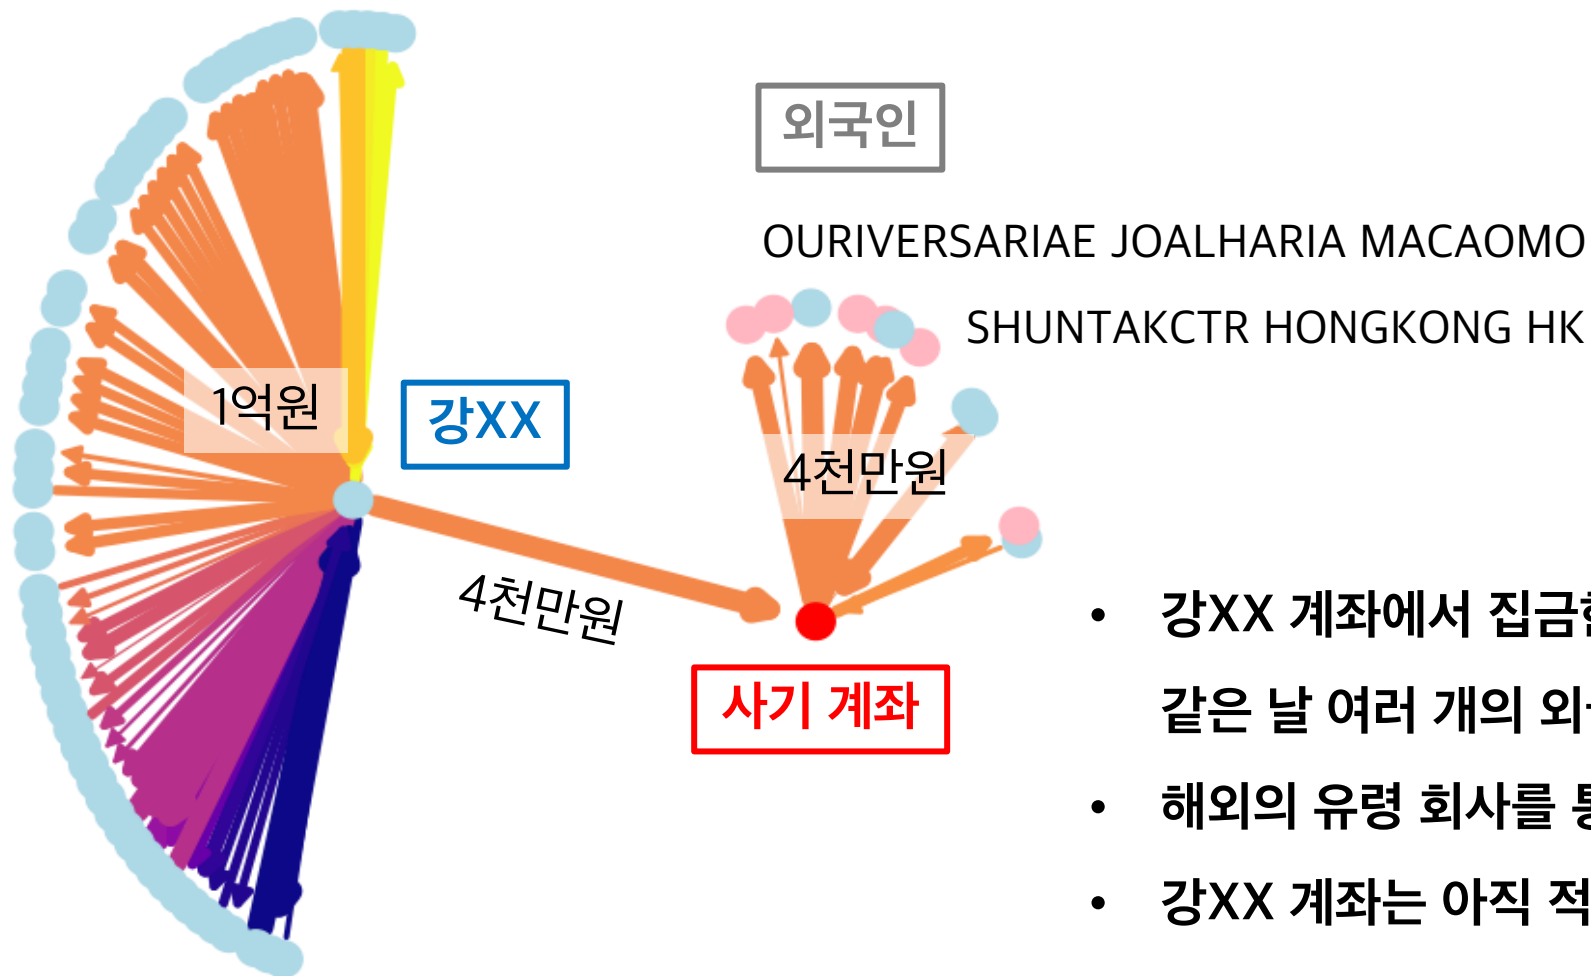 외국인
OURIVERSARIAE JOALHARIA MACAOMO
SHUNTAKCTR HONGKONG HK
1억원
강XX
4천만원
4천만원
사기 계좌
• 강XX 계좌에서 집금한
같은 날 여러 개의 외
• 해외의 유령 회사를 통
• 강XX 계좌는 아직 적